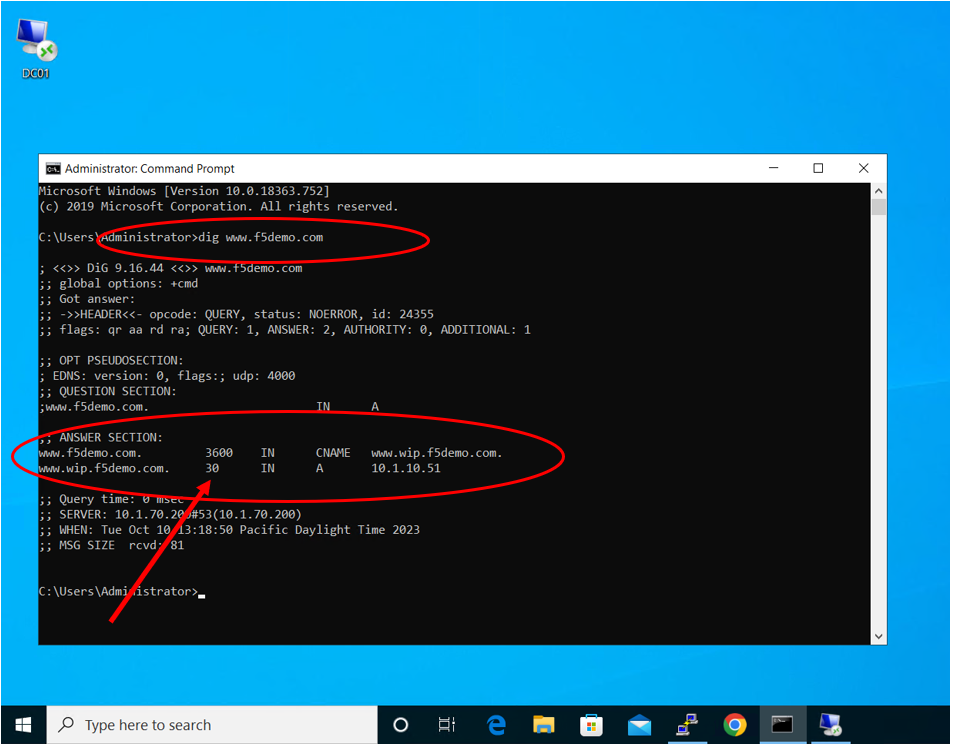 DC01
Administrator: Command Prompt
Microsoft Windows [Version 10.0.18363.752]
(c) 2019 Microsoft Corporation. All rights reserved.
C:\Users\Administrator>dig www.f5demo.com
; <<>> DiG 9.16.44 <<>> www.f5demo.com
;; global options: +cmd
;; Got answer:
;; ->>HEADER<<- opcode: QUERY, status: NOERROR, id: 24355
;; flags: qr aa rd ra; QUERY: 1, ANSWER: 2, AUTHORITY: 0, ADDITIONAL: 1
;; OPT PSEUDOSECTION:
; EDNS: version: 0, flags:; udp: 4000
;; QUESTION SECTION:
;www.f5demo.com. IN A
;; ANSWER SECTION:
www.f5demo.com. 3600 IN CNAME www.wip.f5demo.com.
www.wip.f5demo.com. 30 IN A 10.1.10.51
;; Query time: 0 msec
;; SERVER: 10.1.70.200#53(10.1.70.200)
;; WHEN: Tue Oct 10 13:18:50 Pacific Daylight Time 2023
;; MSG SIZE rcvd: 81
C:\Users\Administrator>
Type here to search